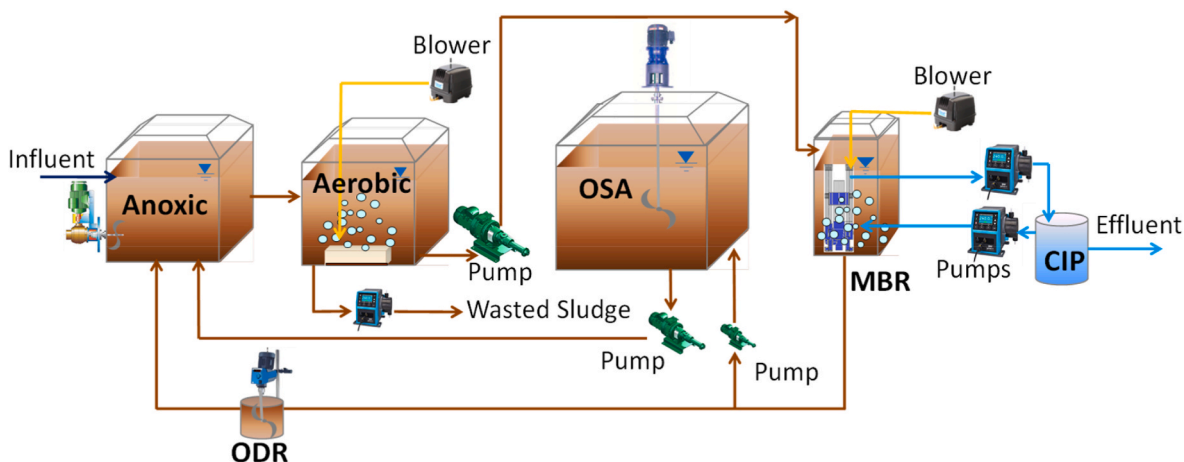 Blower
Blower
Influent
Anoxic
Aerobic
OSA
Pump
Effluent
Pumps
CIP
MBR
Wasted Sludge
Pump
Pump
ODR